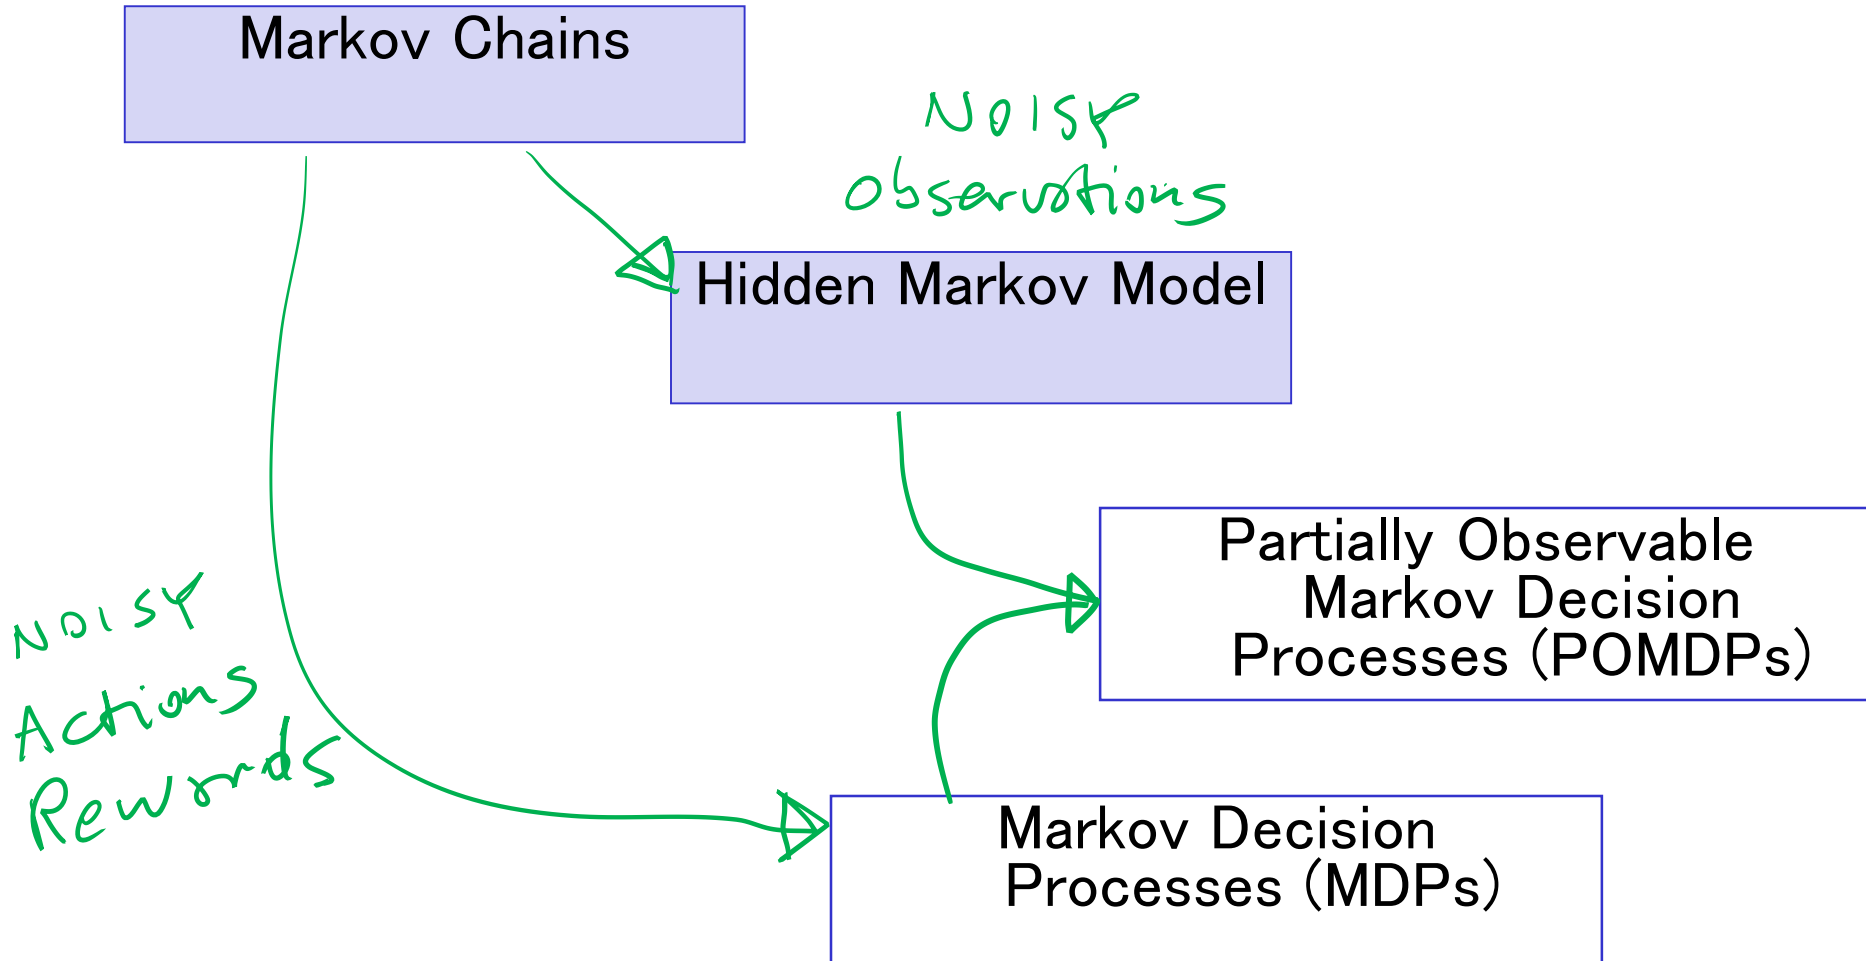 Markov Chains
NOISY
Observations
Hidden Markov Model
Partially Observable
Markov Decision
Processes (POMDPs)
NOISY
Actions
Rewards
Markov Decision
Processes (MDPs)